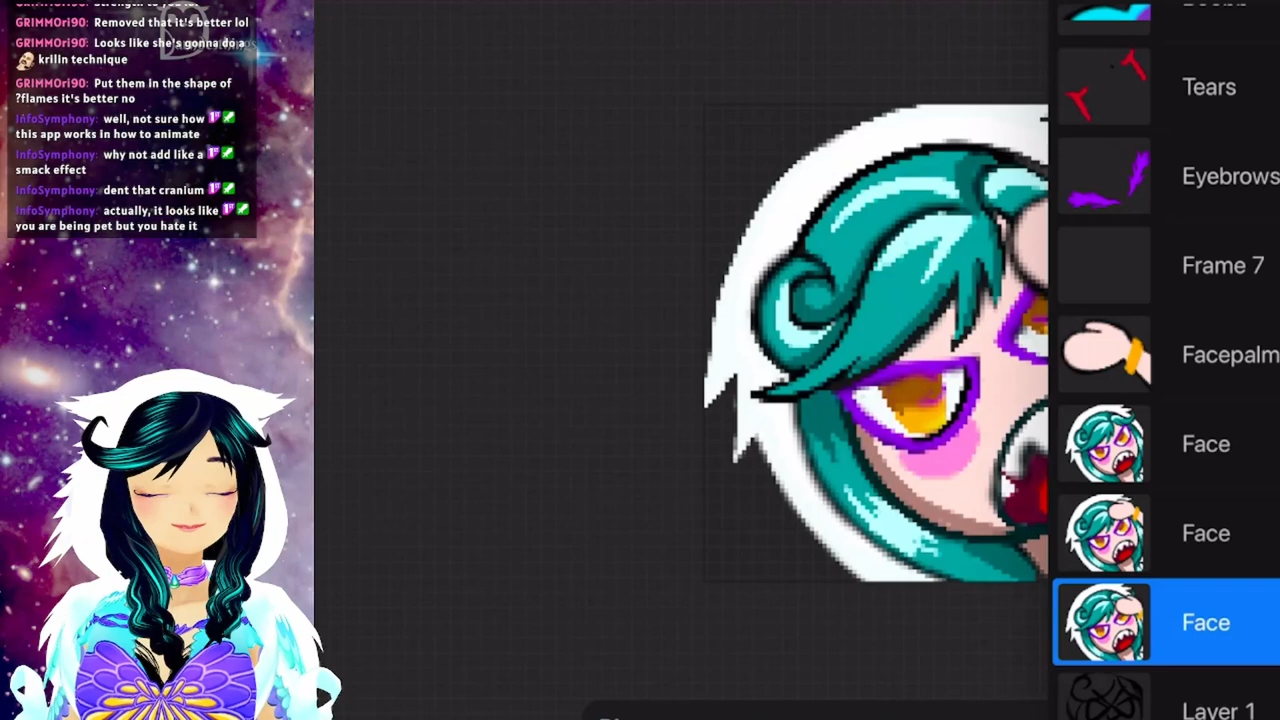 GRIMMOri90: Removed that it's better lol
GRIMMOri90: Looks like she's gonna do a
krilin technique
GRIMMOri90: Put them in the shape of
?flames it's better no
InfoSymphony: well, not sure how
this app works in how to animate
InfoSymphony: why not add like a
smack effect
InfoSymphony: dent that cranium
InfoSymphony: actually, it looks like
you are being pet but you hate it
Tears
Eyebrows
Frame 7
Facepalm
Face
Face
Face
Layer 1